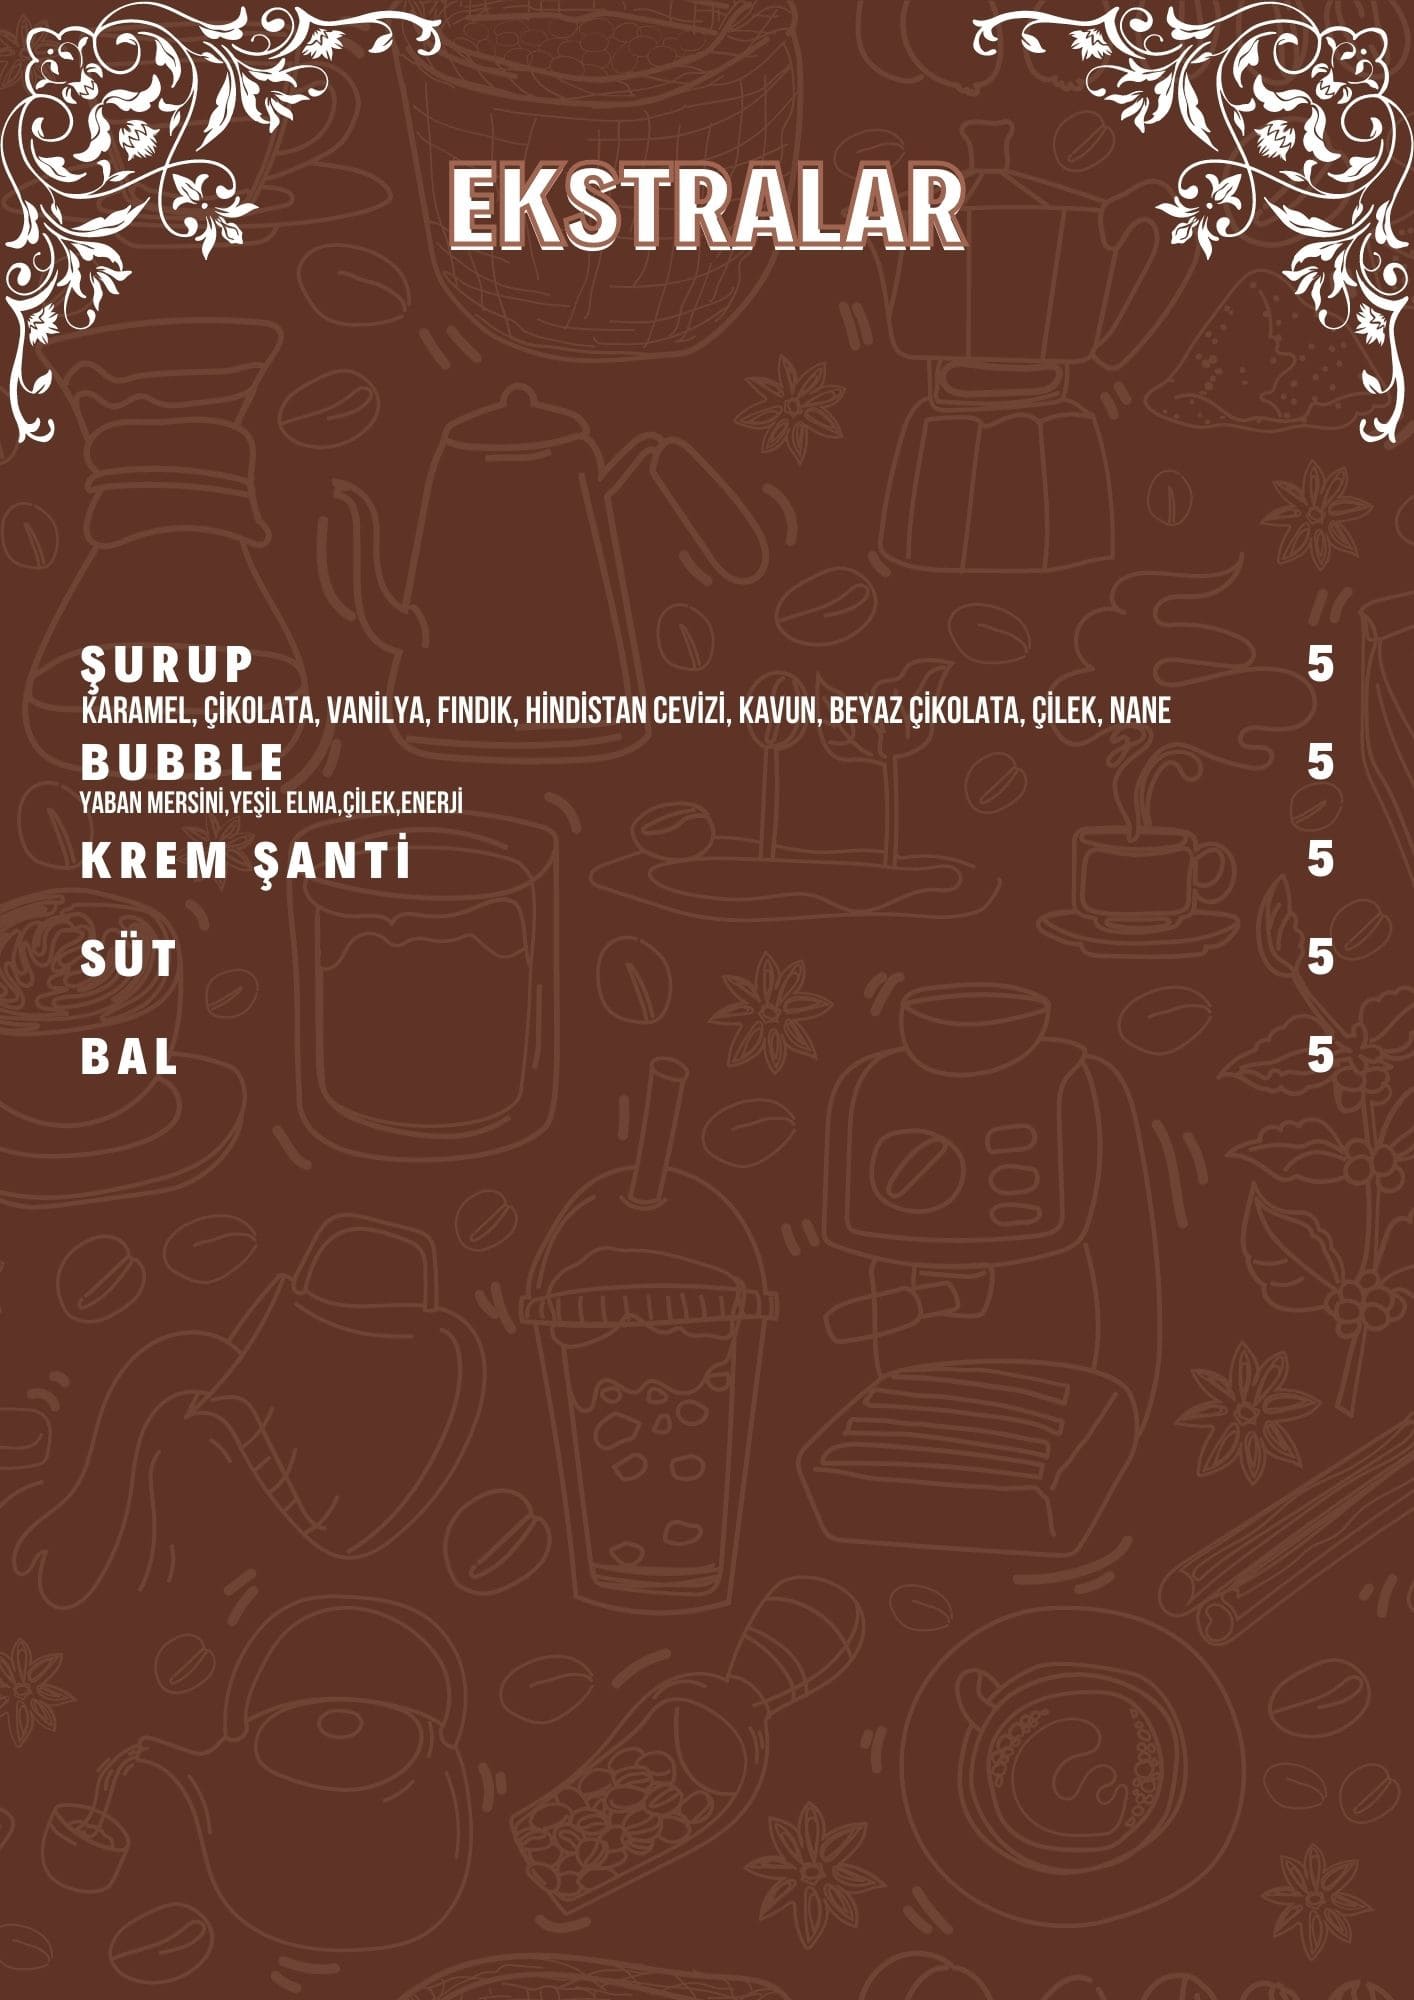 EKSTRALAR
ŞURUP 5
KARAMEL, ÇİKOLATA, VANİLYA, FINDIK, HİNDİSTAN CEVİZİ, KAVUN, BEYAZ ÇİKOLATA, ÇİLEK, NANE
BUBBLE 5
YABAN MERSİNİ,YEŞİL ELMA,ÇİLEK,ENERJİ
KREM ŞANTİ 5
SÜT 5
BAL 5